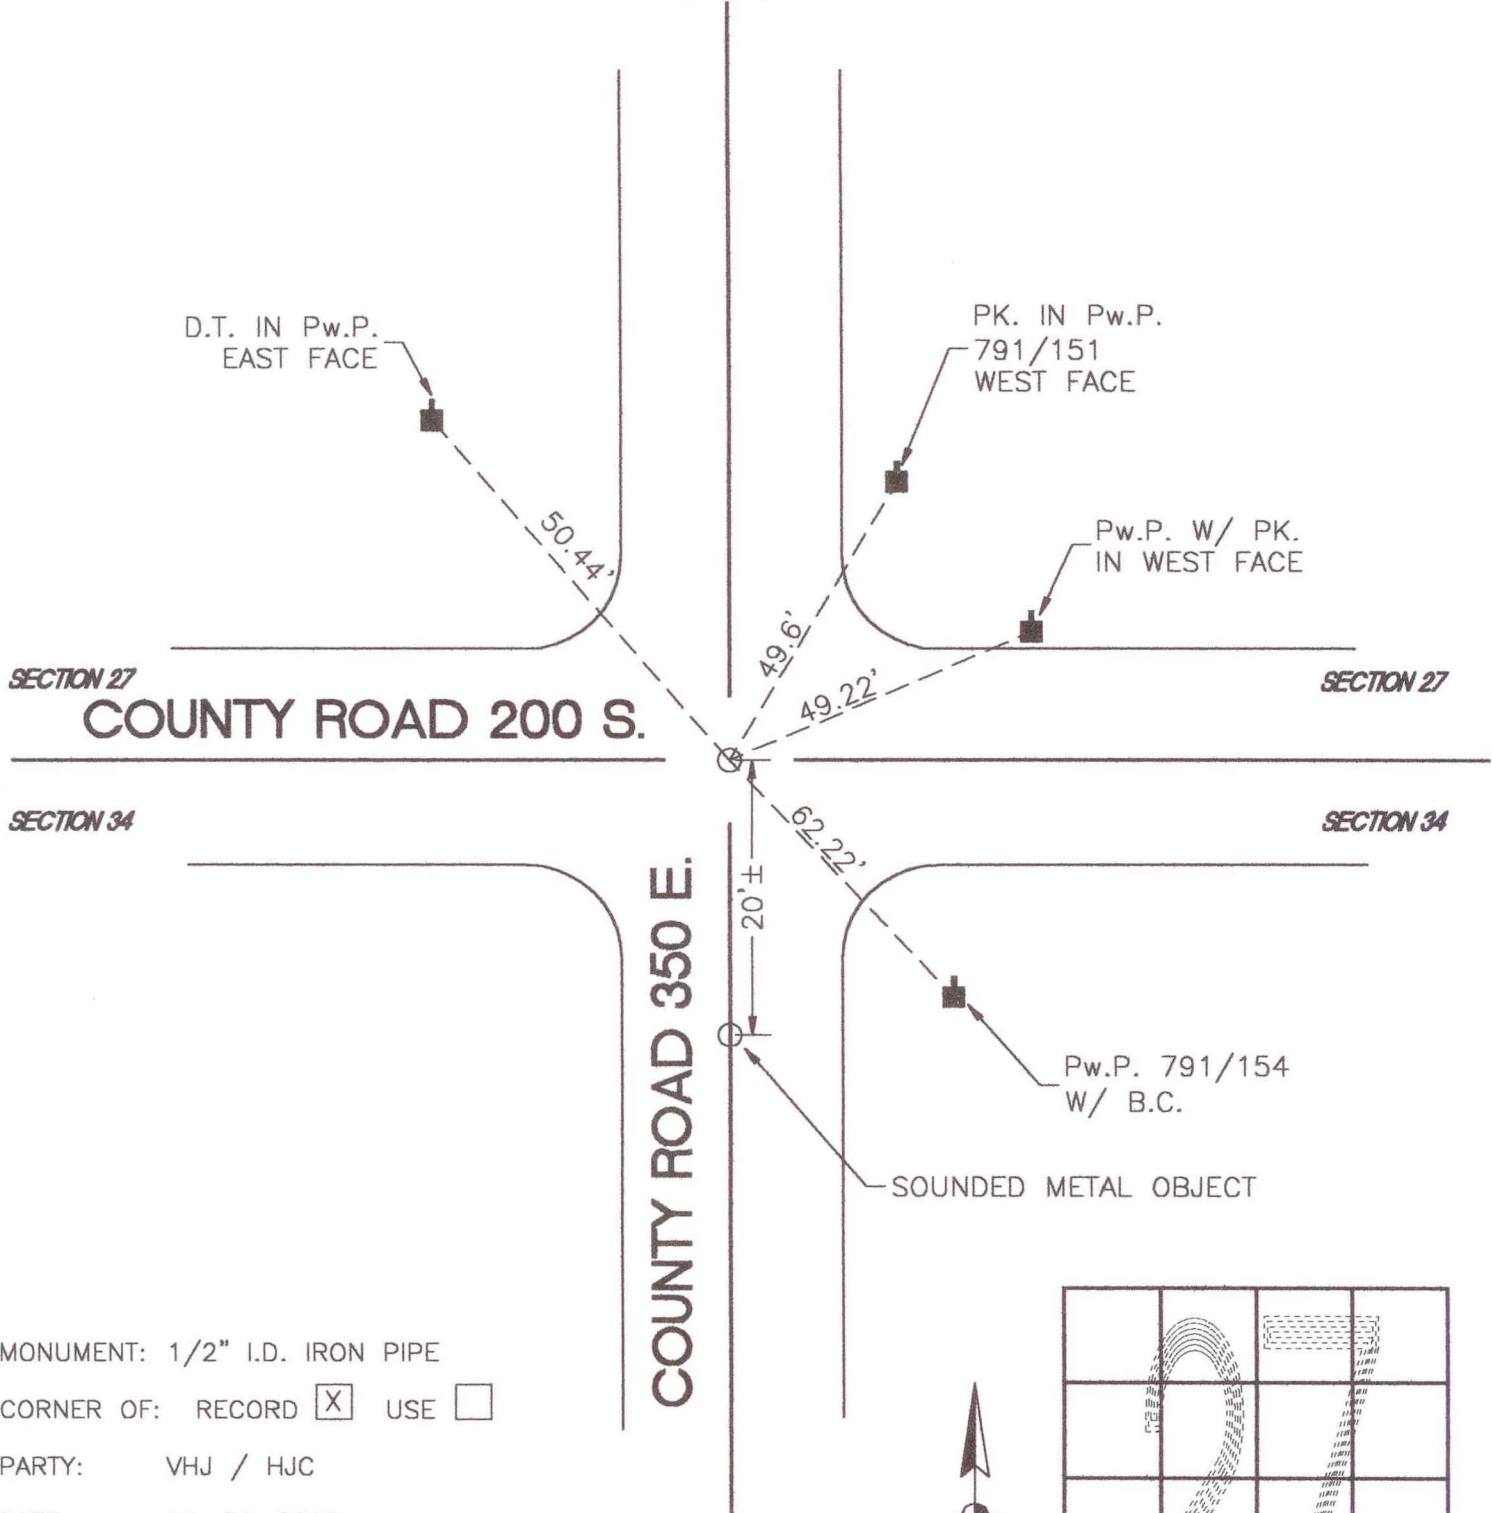 D.T. IN Pw.P.
EAST FACE
PK. IN Pw.P.
791/151
WEST FACE
Pw.P. W/ PK.
IN WEST FACE
50.44'
49.6'
49.22'
SECTION 27
SECTION 27
COUNTY ROAD 200 S.
SECTION 34
SECTION 34
62.22'
20'±
COUNTY ROAD 350 E.
Pw.P. 791/154
W/ B.C.
SOUNDED METAL OBJECT
MONUMENT: 1/2" I.D. IRON PIPE
CORNER OF: RECORD X USE
PARTY: VHJ / HJC
27